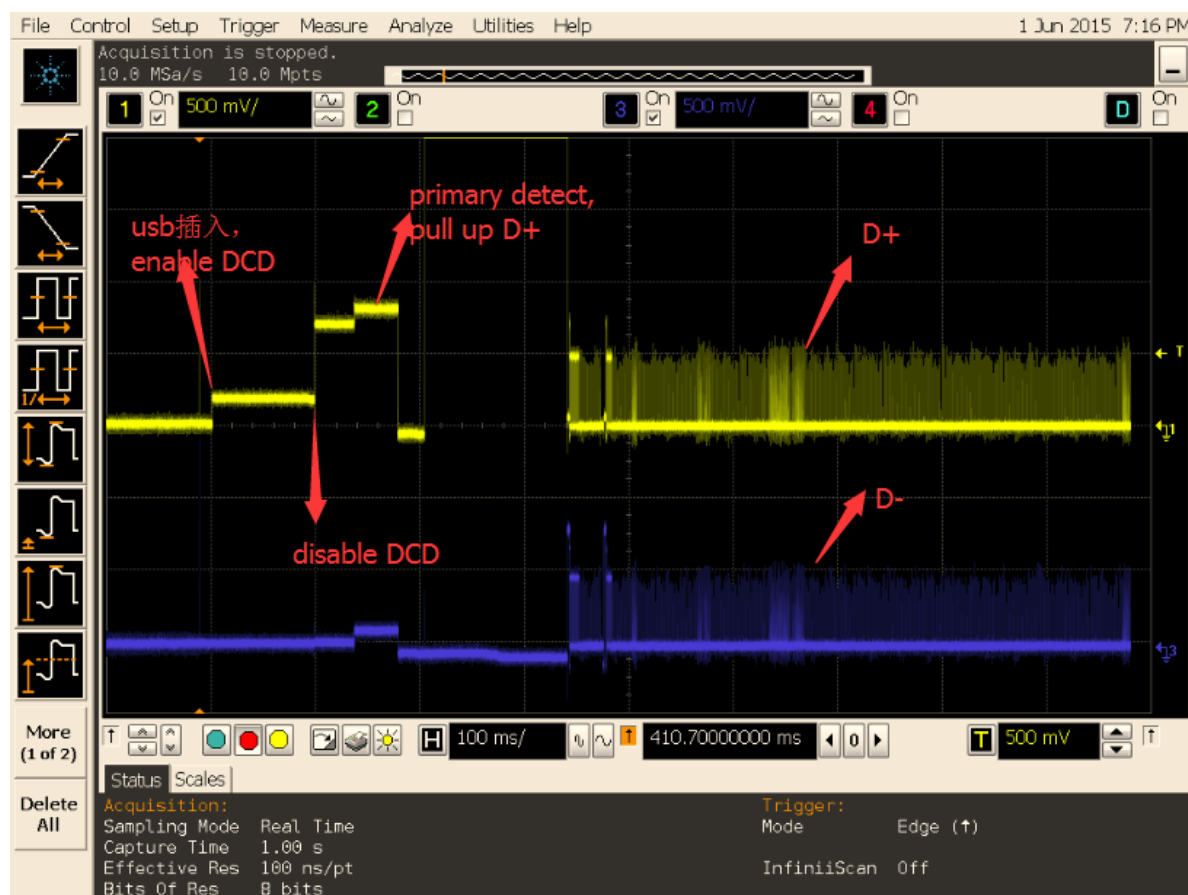 File Control Setup Trigger Measure Analyze Utilities Help 1 Jun 2015 7:16 PM
Acquisition is stopped.
10.0 MSa/s 10.0 Mpts
1 On 500 mV/ 2 On 3 On 500 mV/ 4 On D On
primary detect,
pull up D+
usb插入，
enable DCD
D+
T
1/
1
D-
disable DCD
3
More
(1 of 2)
H 100 ms/ 410.70000000 ms 0 T 500 mV
Status Scales
Delete
All
Acquisition: Trigger:
Sampling Mode Real Time Mode Edge (↑)
Capture Time 1.00 s
Effective Res 100 ns/pt InfiniiScan Off
Bits Of Res 8 bits